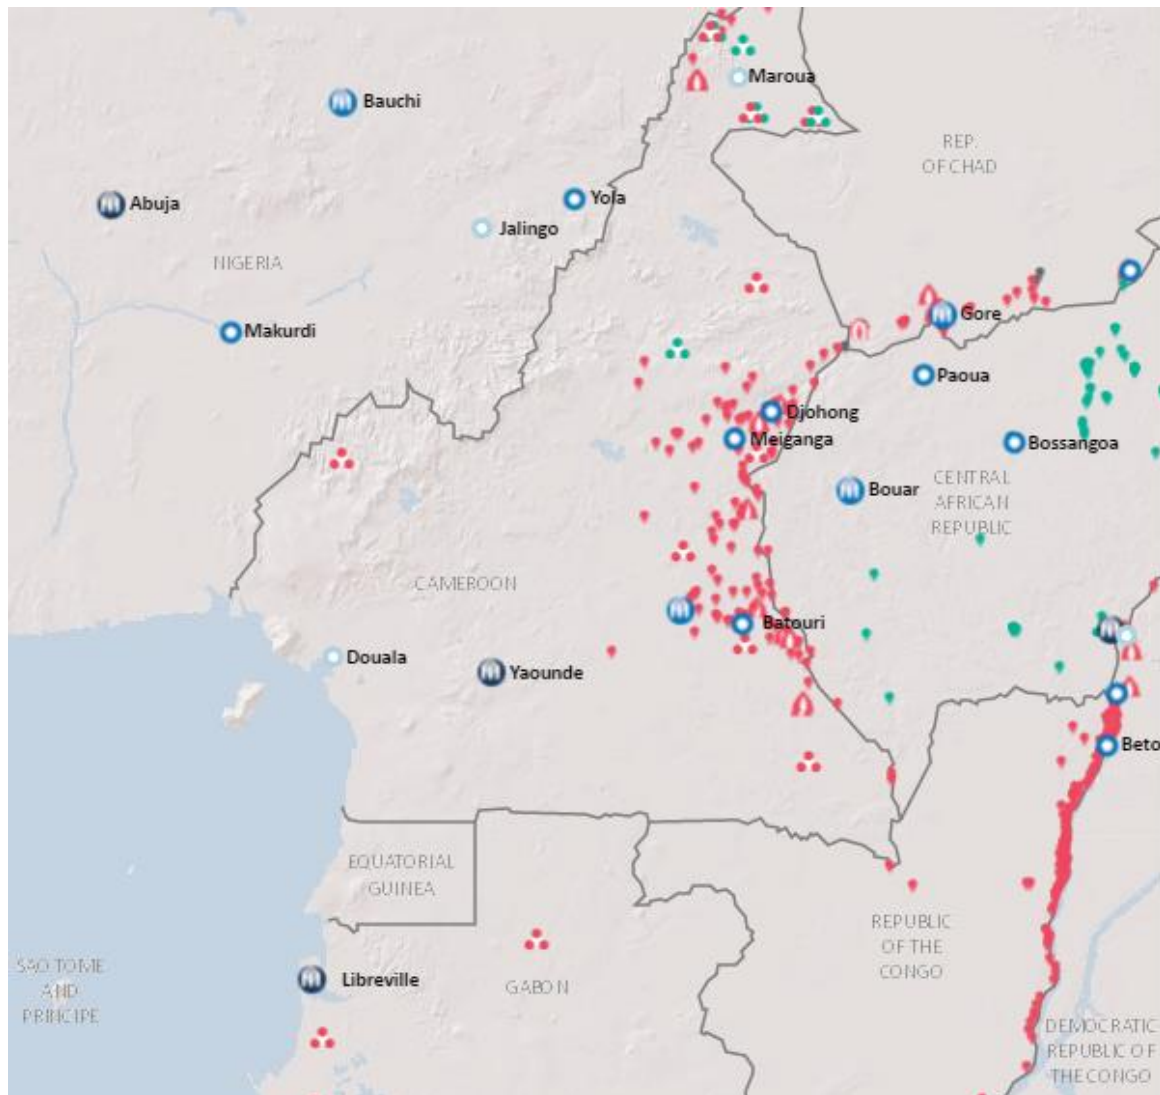 Maroua
Bauchi
REP.
OF CHAD
Abuja
Yola
Jalingo
NIGERIA
Gore
Makurdi
Paoua
Djohong
Meiganga
Bossangoa
Bouar
CENTRAL
AFRICAN
REPUBLIC
CAMEROON
Batouri
Douala
Yaounde
Beto
EQUATORIAL
GUINEA
REPUBLIC
OF THE
CONGO
SAO TOME
AND
PRINCIPE
Libreville
GABON
DEMOCRATIC
REPUBLIC OF
THE CONGO